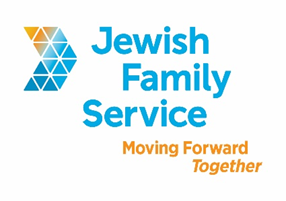 Jewish
Family
Service
Moving Forward
Together